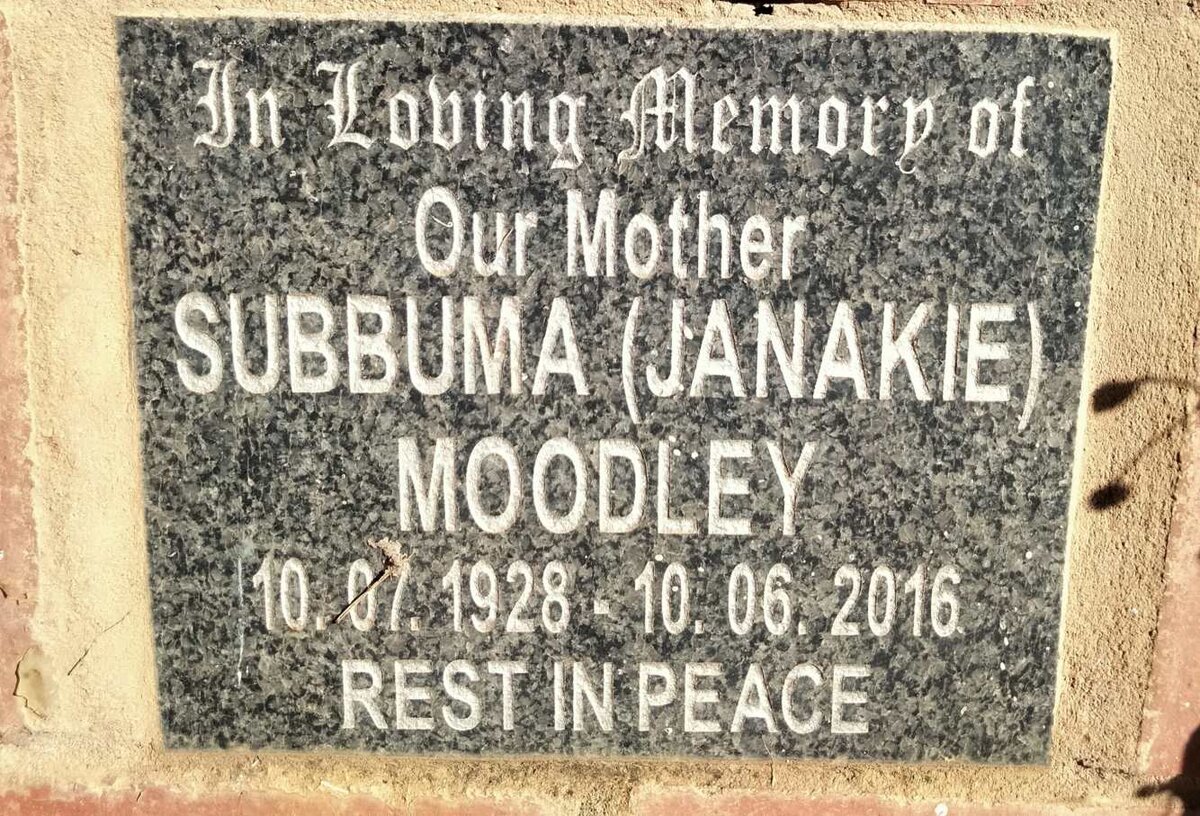 In Loving Memory of
Our Mother
SUBBUMA (JANAKIE)
MOODLEY
10. 07. 1928 - 10. 06. 2016
REST IN PEACE